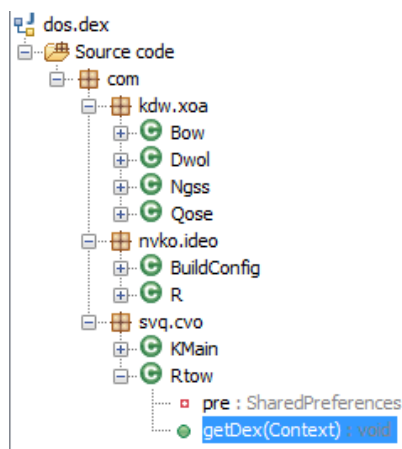 dos.dex
Source code
com
kdw.xoa
Bow
Dwol
Ngss
Qose
nvko.ideo
BuildConfig
R
svq.cvo
KMain
Rtow
pre : SharedPreferences
getDex(Context) : void